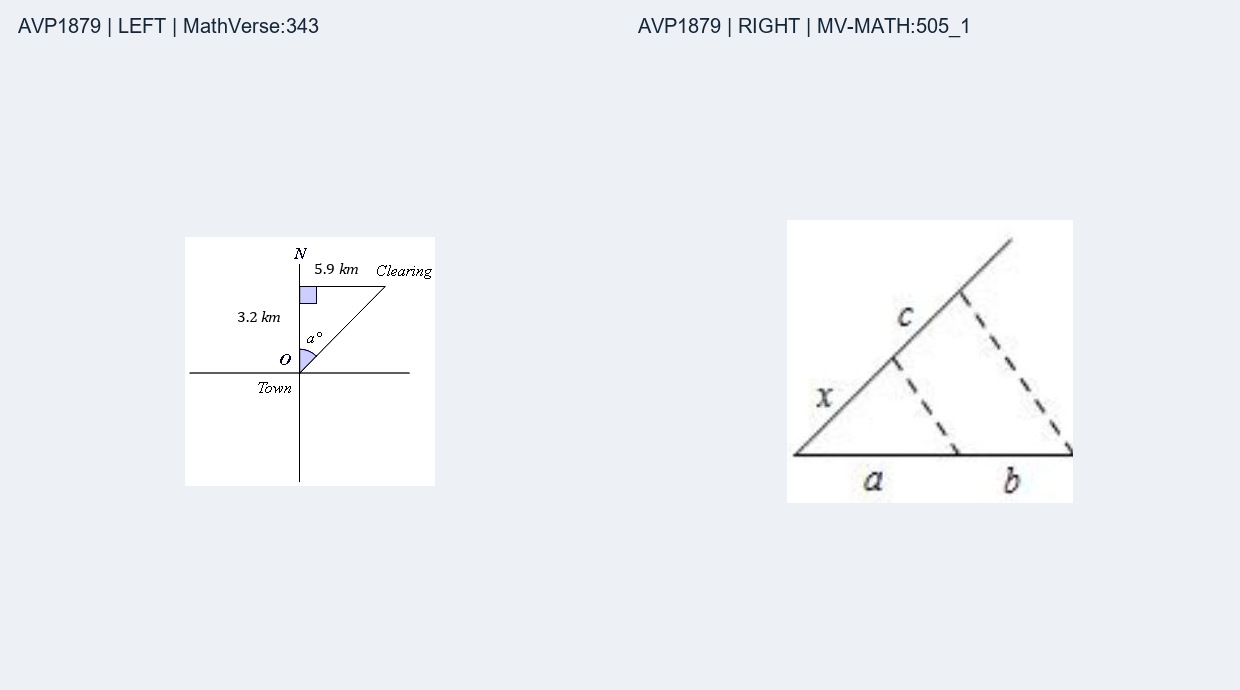 AVP1879 | LEFT | MathVerse:343
AVP1879 | RIGHT | MV-MATH:505_1
N
5.9 km
Clearing
3.2 km
a°
O
Town
c
x
a
b